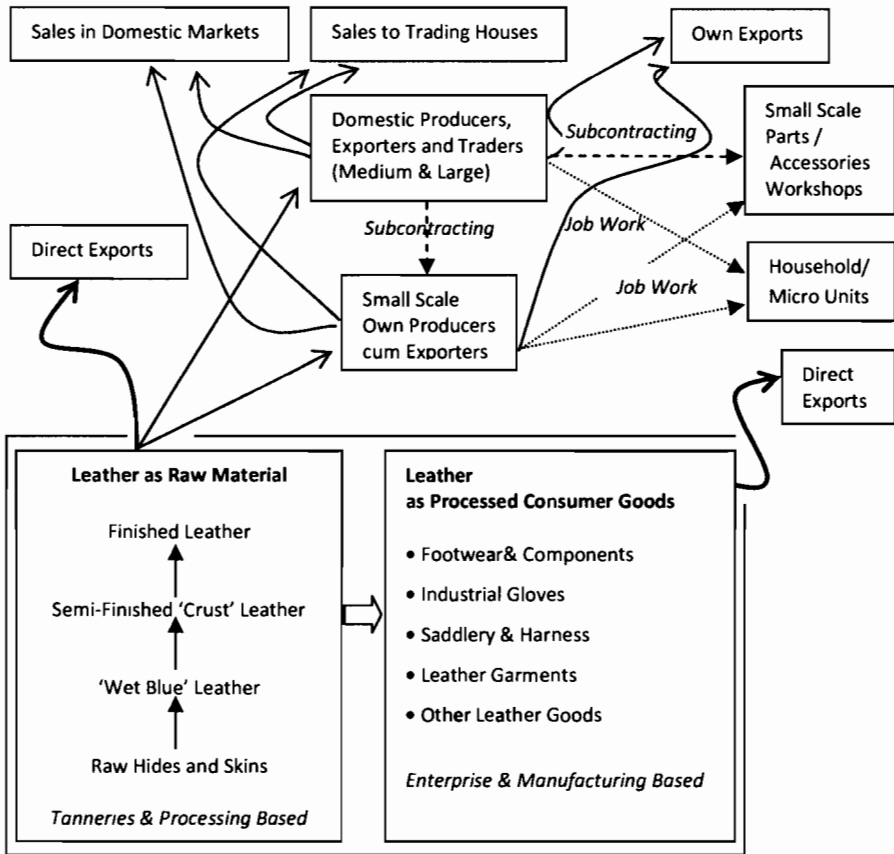 Sales in Domestic Markets
Sales to Trading Houses
Own Exports
Domestic Producers,
Exporters and Traders
(Medium & Large)
Subcontracting
Small Scale
Parts /
Accessories
Workshops
Subcontracting
Job Work
Direct Exports
Household/
Micro Units
Job Work
Small Scale
Own Producers
cum Exporters
Direct
Exports
Leather as Raw Material
Finished Leather
Semi-Finished ‘Crust’ Leather
‘Wet Blue’ Leather
Raw Hides and Skins
Tanneries & Processing Based
Leather
as Processed Consumer Goods
• Footwear& Components
• Industrial Gloves
• Saddlery & Harness
• Leather Garments
• Other Leather Goods
Enterprise & Manufacturing Based